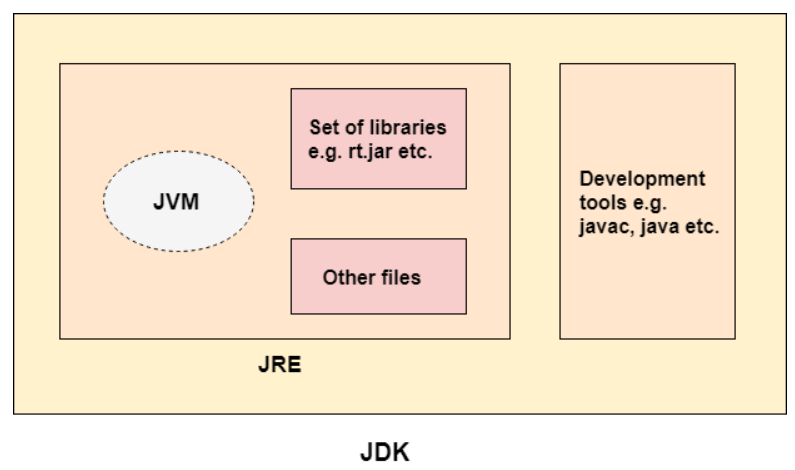 Set of libraries
e.g. rt.jar etc.
JVM
Development
tools e.g.
javac, java etc.
Other files
JRE
JDK